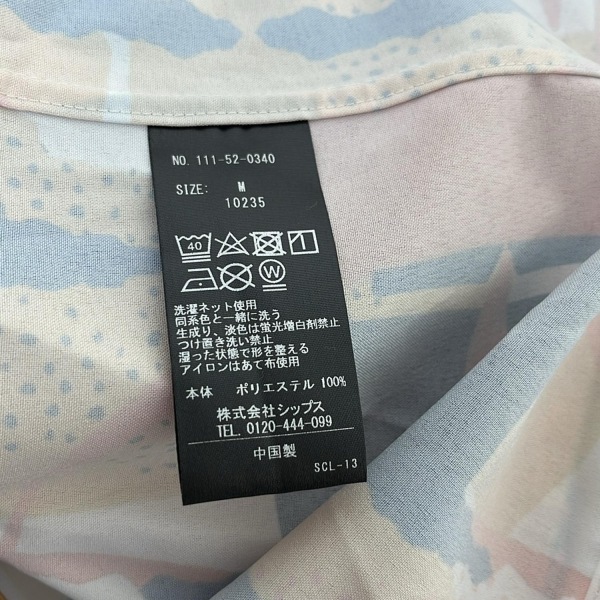 NO. 111-52-0340
SIZE: M
10235
40
W
洗濯ネット使用
同系色と一緒に洗う
生成り、淡色は蛍光増白剤禁止
つけ置き洗い禁止
湿った状態で形を整える
アイロンはあて布使用
本体 ポリエステル 100%
株式会社シップス
TEL. 0120-444-099
中国製
SCL-13